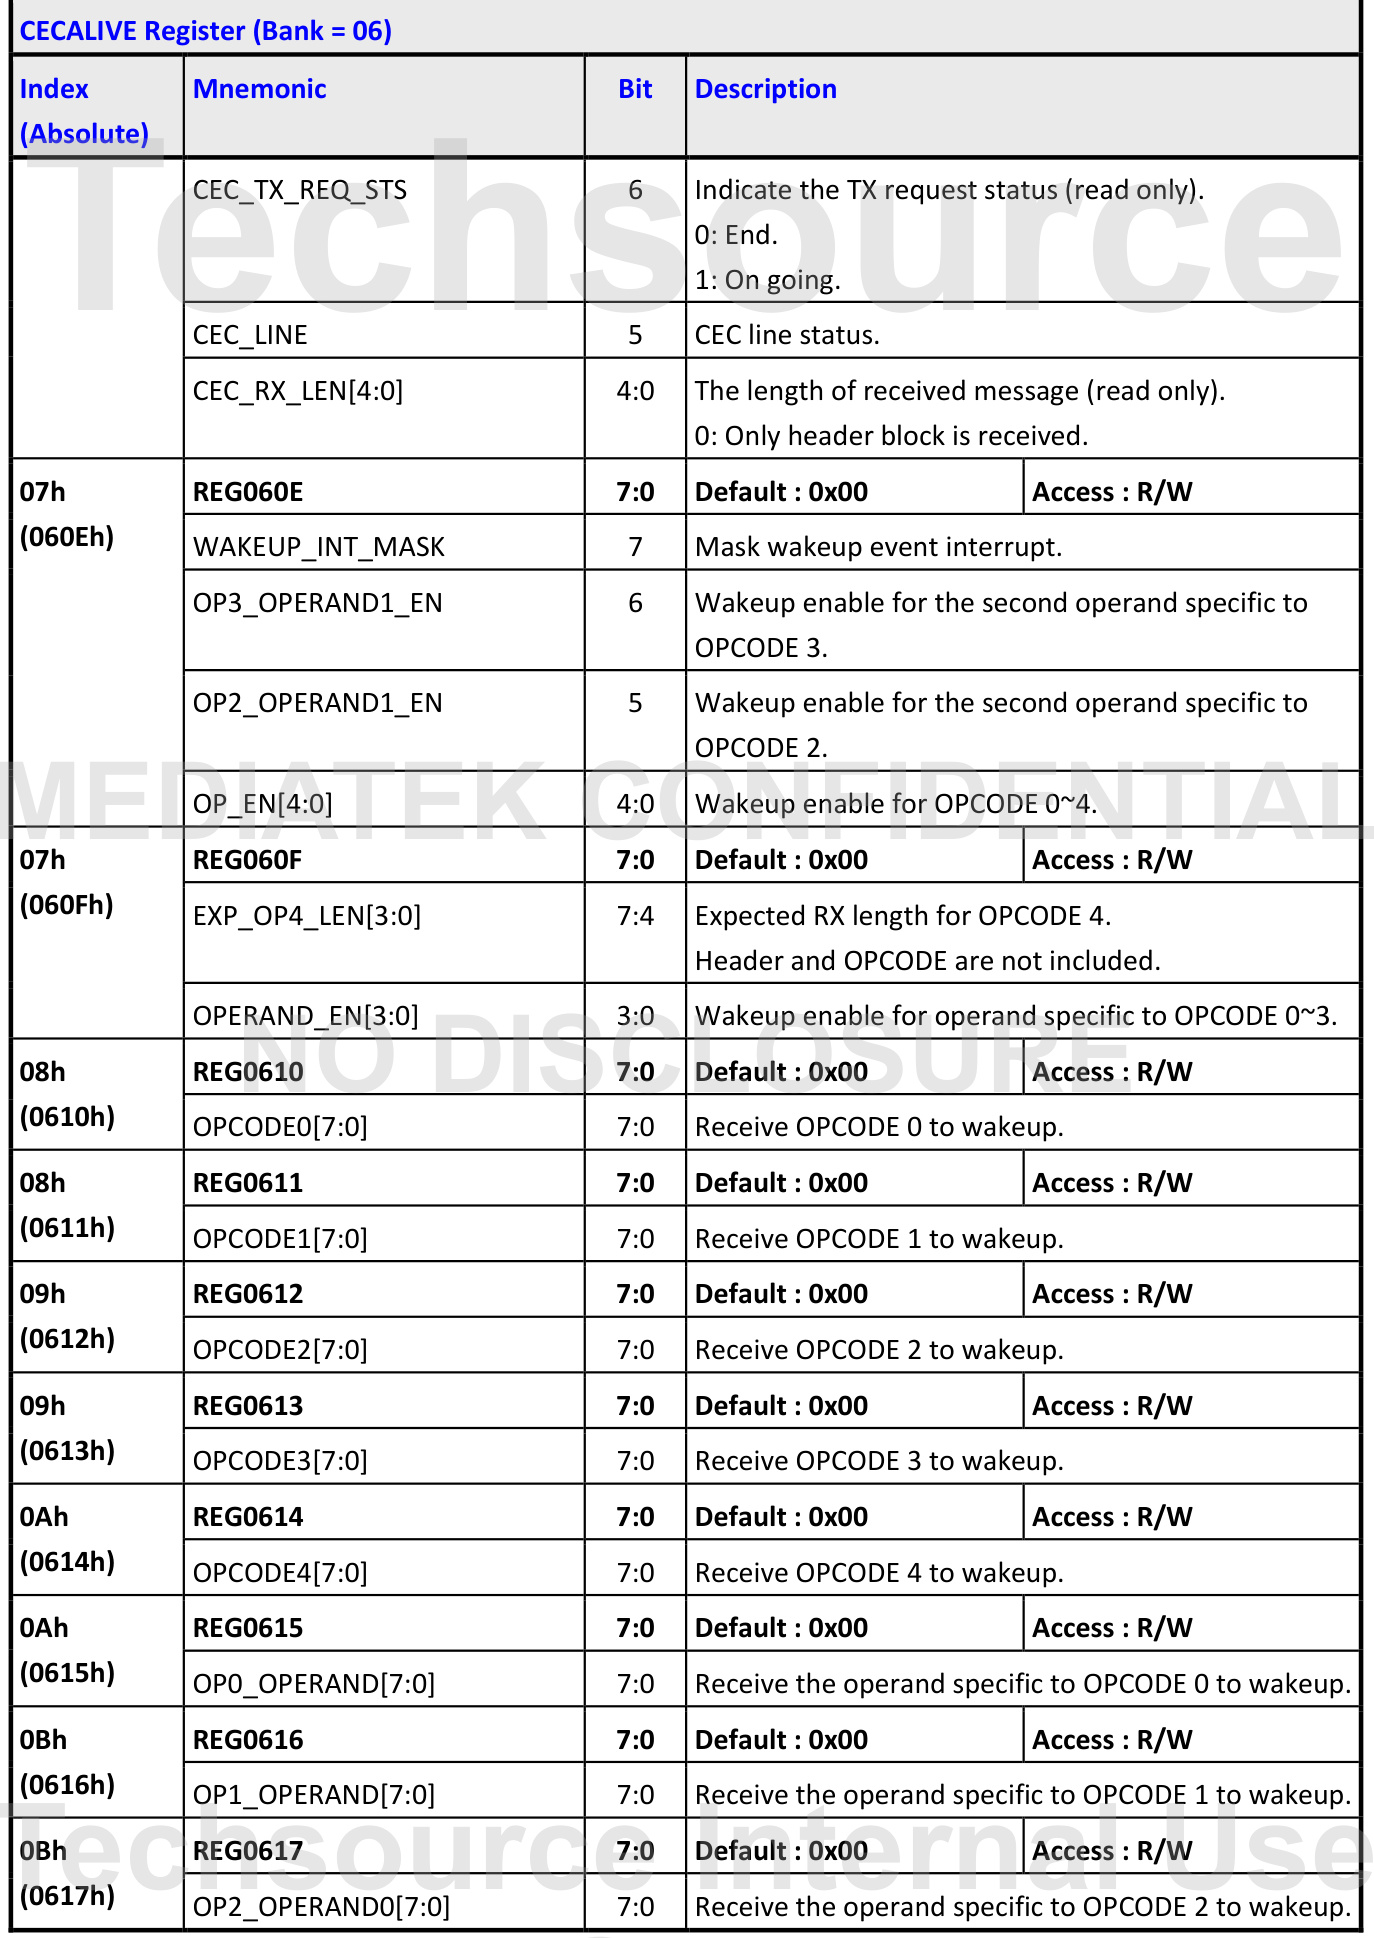 CECALIVE Register (Bank = 06)
Index (Absolute) Mnemonic Bit Description
CEC_TX_REQ_STS 6 Indicate the TX request status (read only).
0: End.
1: On going.
CEC_LINE 5 CEC line status.
CEC_RX_LEN[4:0] 4:0 The length of received message (read only).
0: Only header block is received.
07h REG060E 7:0 Default : 0x00 Access : R/W
(060Eh) WAKEUP_INT_MASK 7 Mask wakeup event interrupt.
OP3_OPERAND1_EN 6 Wakeup enable for the second operand specific to
OPCODE 3.
OP2_OPERAND1_EN 5 Wakeup enable for the second operand specific to
OPCODE 2.
OP_EN[4:0] 4:0 Wakeup enable for OPCODE 0~4.
07h REG060F 7:0 Default : 0x00 Access : R/W
(060Fh) EXP_OP4_LEN[3:0] 7:4 Expected RX length for OPCODE 4.
Header and OPCODE are not included.
OPERAND_EN[3:0] 3:0 Wakeup enable for operand specific to OPCODE 0~3.
08h REG0610 7:0 Default : 0x00 Access : R/W
(0610h) OPCODE0[7:0] 7:0 Receive OPCODE 0 to wakeup.
08h REG0611 7:0 Default : 0x00 Access : R/W
(0611h) OPCODE1[7:0] 7:0 Receive OPCODE 1 to wakeup.
09h REG0612 7:0 Default : 0x00 Access : R/W
(0612h) OPCODE2[7:0] 7:0 Receive OPCODE 2 to wakeup.
09h REG0613 7:0 Default : 0x00 Access : R/W
(0613h) OPCODE3[7:0] 7:0 Receive OPCODE 3 to wakeup.
0Ah REG0614 7:0 Default : 0x00 Access : R/W
(0614h) OPCODE4[7:0] 7:0 Receive OPCODE 4 to wakeup.
0Ah REG0615 7:0 Default : 0x00 Access : R/W
(0615h) OP0_OPERAND[7:0] 7:0 Receive the operand specific to OPCODE 0 to wakeup.
0Bh REG0616 7:0 Default : 0x00 Access : R/W
(0616h) OP1_OPERAND[7:0] 7:0 Receive the operand specific to OPCODE 1 to wakeup.
0Bh REG0617 7:0 Default : 0x00 Access : R/W
(0617h) OP2_OPERAND0[7:0] 7:0 Receive the operand specific to OPCODE 2 to wakeup.
Techsource
MEDIATEK CONFIDENTIAL
NO DISCLOSURE
Techsource Internal Use